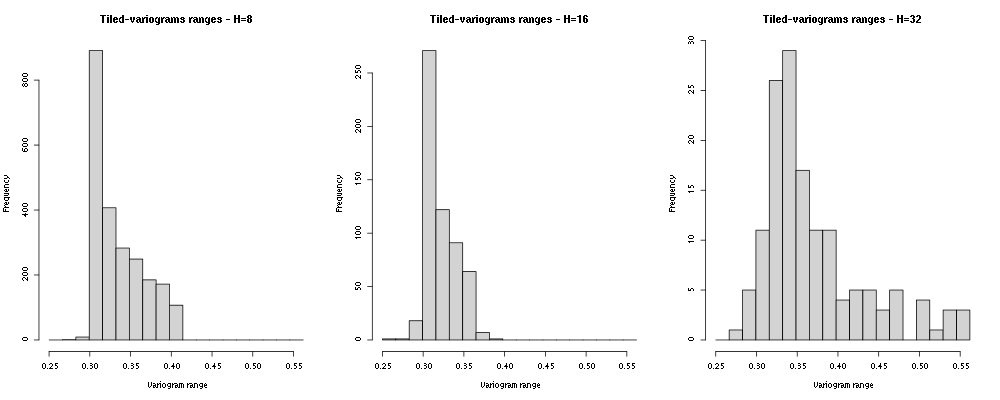 Tiled-variograms ranges - H=8
Frequency
800
600
400
200
0
0.25 0.30 0.35 0.40 0.45 0.50 0.55
Variogram range
Tiled-variograms ranges - H=16
Frequency
250
200
150
100
50
0
0.25 0.30 0.35 0.40 0.45 0.50 0.55
Variogram range
Tiled-variograms ranges - H=32
Frequency
30
25
20
15
10
5
0
0.25 0.30 0.35 0.40 0.45 0.50 0.55
Variogram range